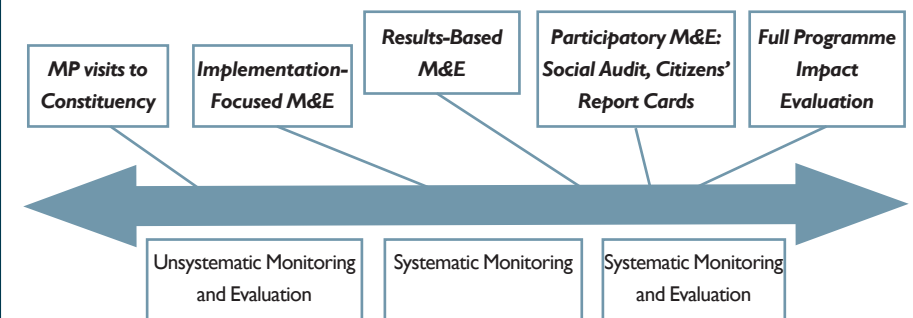 MP visits to
Constituency
Implementation-
Focused M&E
Results-Based
M&E
Participatory M&E:
Social Audit, Citizens’
Report Cards
Full Programme
Impact
Evaluation
Unsystematic Monitoring
and Evaluation
Systematic Monitoring
Systematic Monitoring
and Evaluation